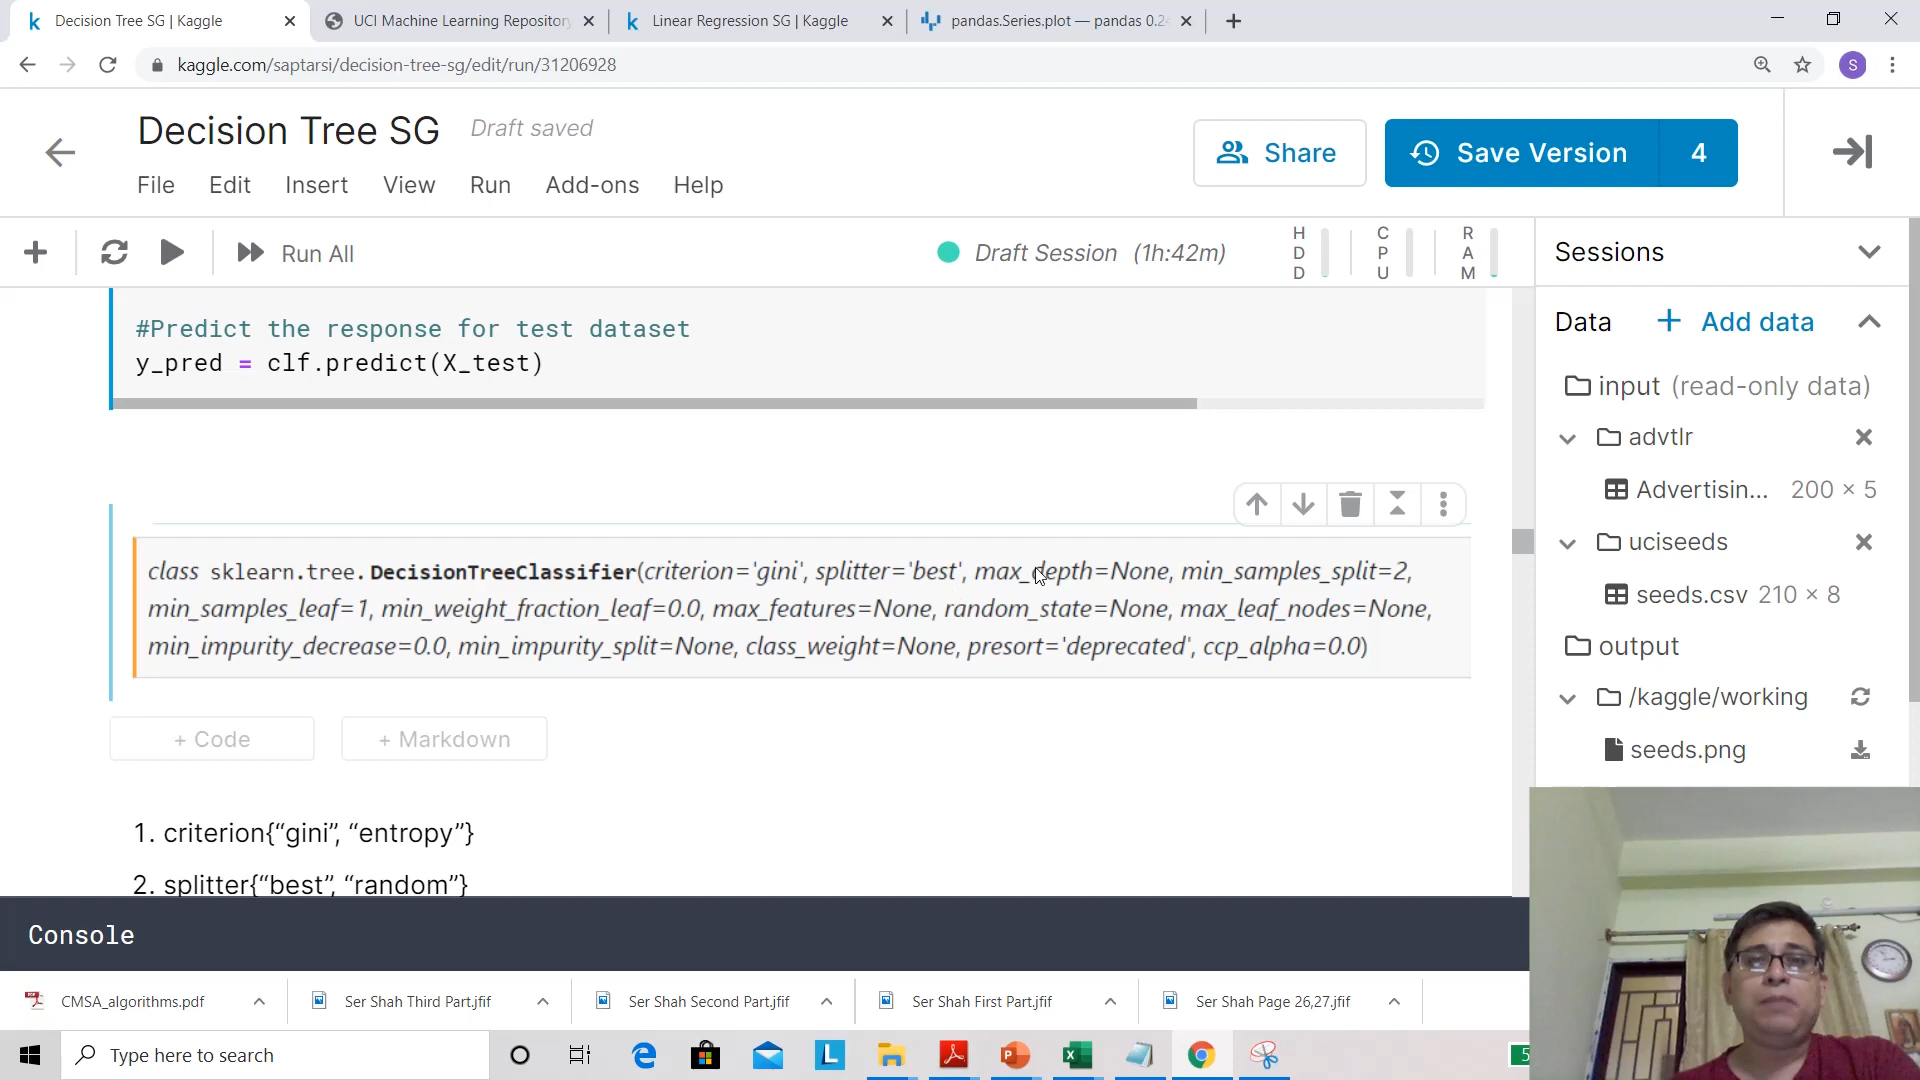 Decision Tree SG | Kaggle
UCI Machine Learning Repository
Linear Regression SG | Kaggle
pandas.Series.plot — pandas 0.2
kaggle.com/saptarsi/decision-tree-sg/edit/run/31206928
S
Decision Tree SG
Draft saved
File Edit Insert View Run Add-ons Help
Share
Save Version
4
Run All
Draft Session (1h:42m)
HDD
CPU
RAM
Sessions
#Predict the response for test dataset
y_pred = clf.predict(X_test)
class sklearn.tree.DecisionTreeClassifier(criterion='gini', splitter='best', max_depth=None, min_samples_split=2,
min_samples_leaf=1, min_weight_fraction_leaf=0.0, max_features=None, random_state=None, max_leaf_nodes=None,
min_impurity_decrease=0.0, min_impurity_split=None, class_weight=None, presort='deprecated', ccp_alpha=0.0)
+ Code
+ Markdown
1. criterion{“gini”, “entropy”}
2. splitter{“best”, “random”}
Data
+ Add data
input (read-only data)
advtlr
Advertisin... 200 × 5
uciseeds
seeds.csv 210 × 8
output
/kaggle/working
seeds.png
Console
CMSA_algorithms.pdf
Ser Shah Third Part.jfif
Ser Shah Second Part.jfif
Ser Shah First Part.jfif
Ser Shah Page 26,27.jfif
Type here to search
5